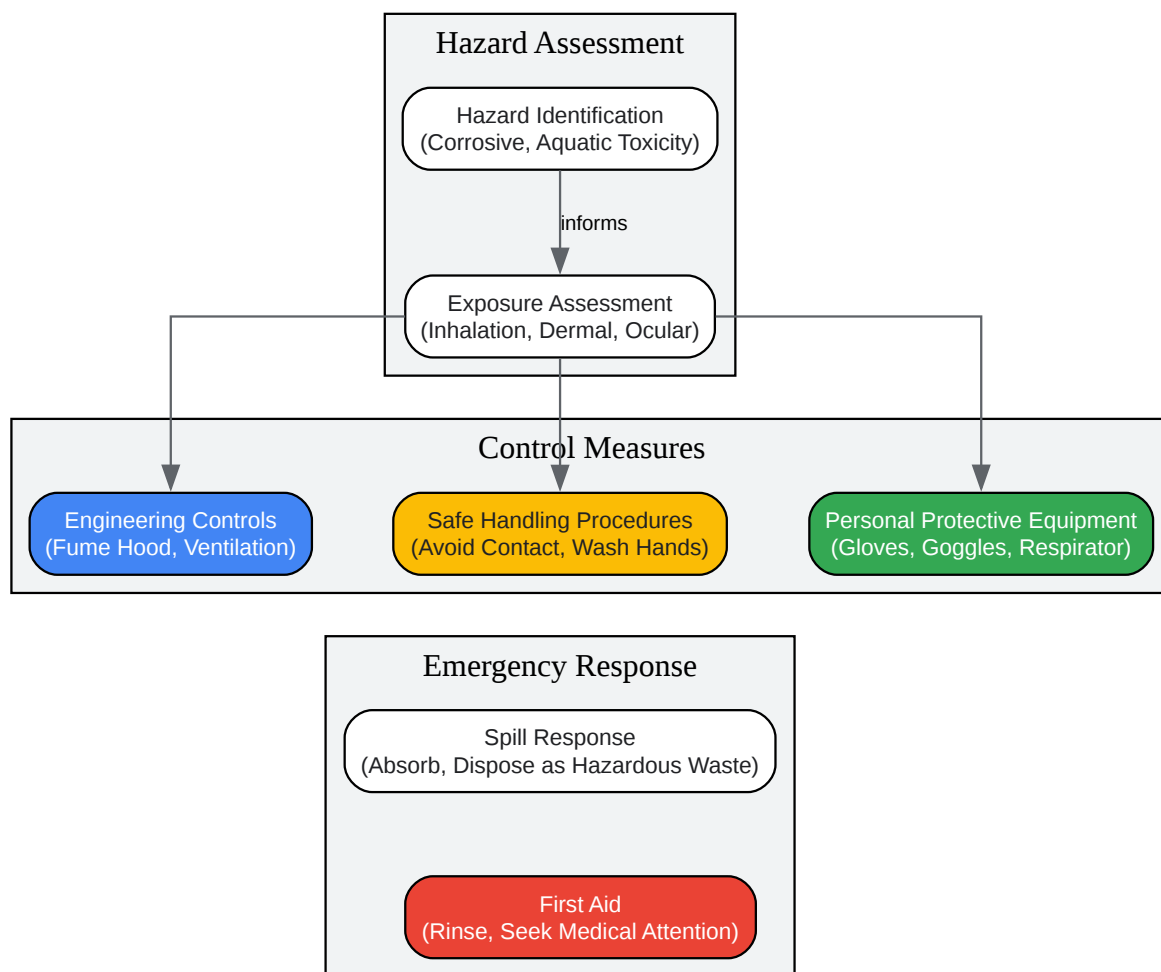 Hazard Assessment
Hazard Identification
(Corrosive, Aquatic Toxicity)
informs
Exposure Assessment
(Inhalation, Dermal, Ocular)
Control Measures
Engineering Controls
(Fume Hood, Ventilation)
Safe Handling Procedures
(Avoid Contact, Wash Hands)
Personal Protective Equipment
(Gloves, Goggles, Respirator)
Emergency Response
Spill Response
(Absorb, Dispose as Hazardous Waste)
First Aid
(Rinse, Seek Medical Attention)